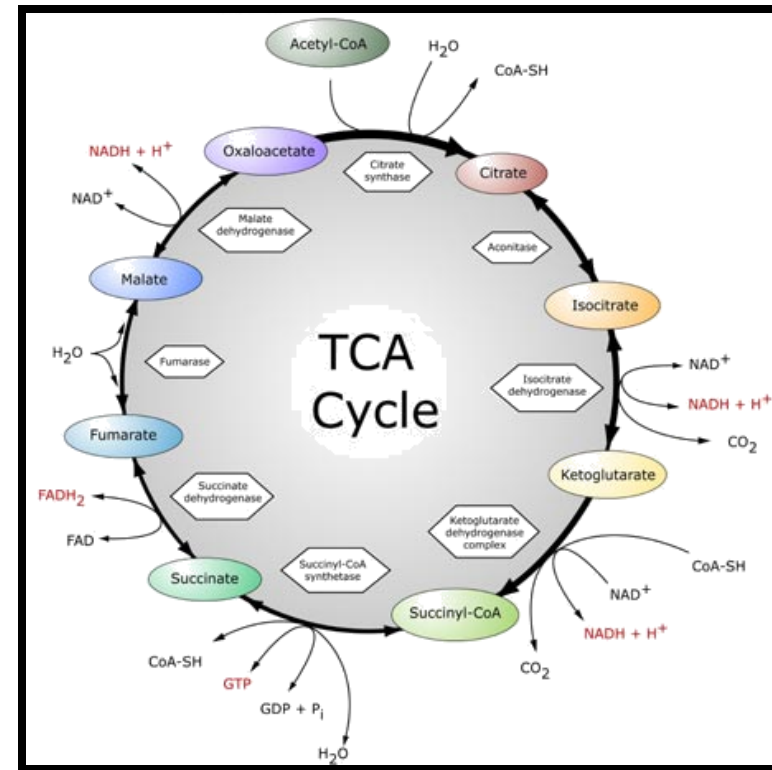 Acetyl-CoA
H2O
CoA-SH
Oxaloacetate
Citrate
synthase
Citrate
NADH + H+
NAD+
Malate
dehydrogenase
Aconitase
Malate
Isocitrate
H2O
Fumarase
TCA
Cycle
Isocitrate
dehydrogenase
NAD+
NADH + H+
CO2
Fumarate
Ketoglutarate
FADH2
FAD
Succinate
dehydrogenase
Ketoglutarate
dehydrogenase
complex
Succinate
Succinyl-CoA
synthetase
Succinyl-CoA
CoA-SH
NAD+
NADH + H+
CO2
CoA-SH
GTP
GDP + Pi
H2O